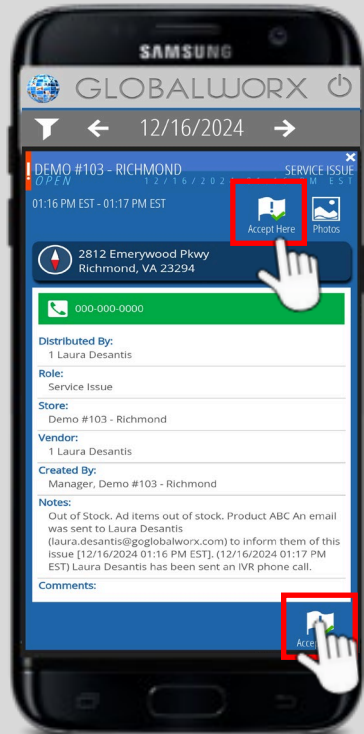 SAMSUNG
GLOBALWORX
12/16/2024
DEMO #103 - RICHMOND SERVICE ISSUE
OPEN 12/16/202 M EST
01:16 PM EST - 01:17 PM EST
Accept Here Photos
2812 Emerywood Pkwy
Richmond, VA 23294
000-000-0000
Distributed By:
1 Laura Desantis
Role:
Service Issue
Store:
Demo #103 - Richmond
Vendor:
1 Laura Desantis
Created By:
Manager, Demo #103 - Richmond
Notes:
Out of Stock. Ad items out of stock. Product ABC An email
was sent to Laura Desantis
(laura.desantis@goglobalworx.com) to inform them of this
issue [12/16/2024 01:16 PM EST]. (12/16/2024 01:17 PM
EST) Laura Desantis has been sent an IVR phone call.
Comments: